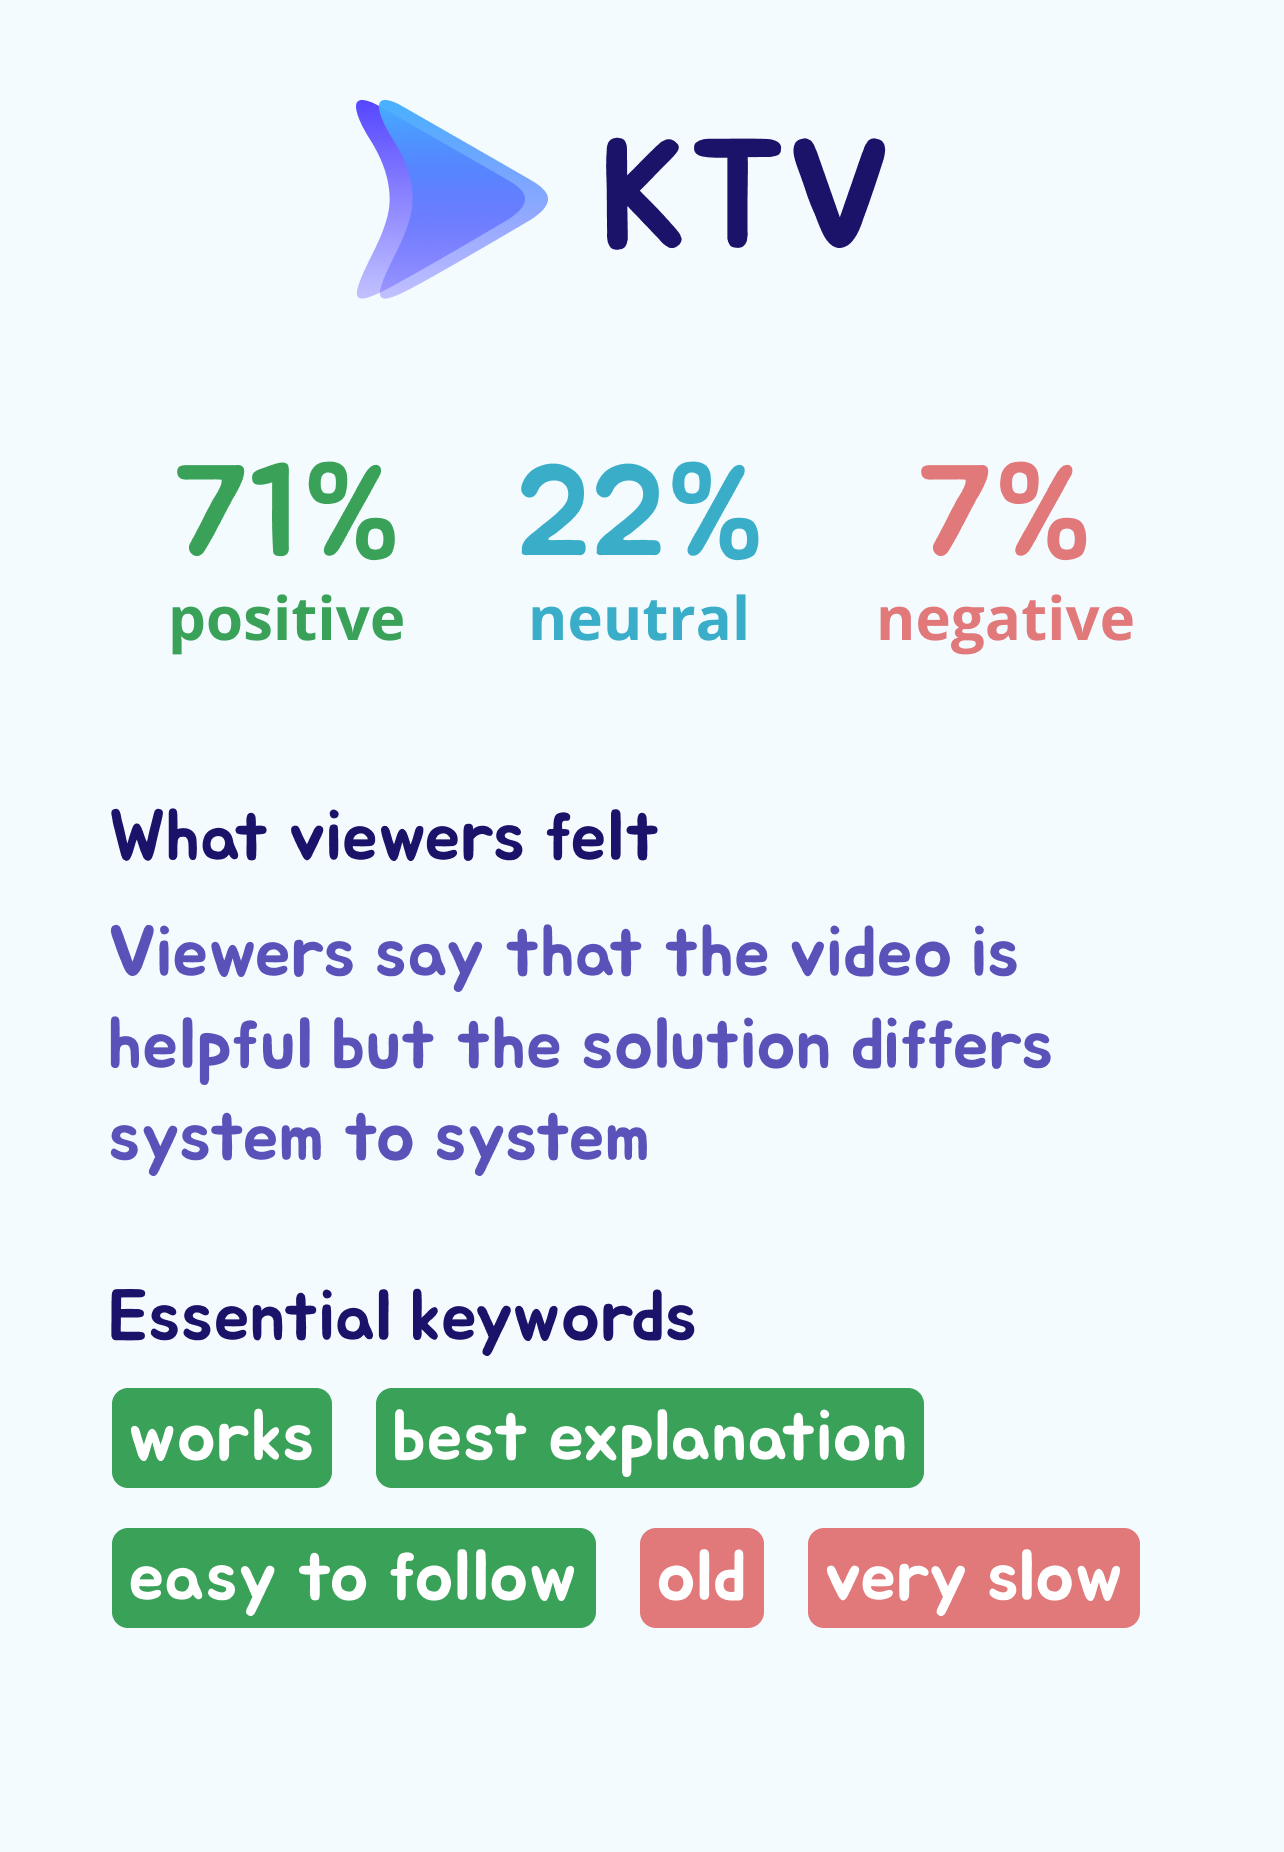 KTV
71% 22% 7%
positive neutral negative
What viewers felt
Viewers say that the video is
helpful but the solution differs
system to system
Essential keywords
works best explanation
easy to follow old very slow